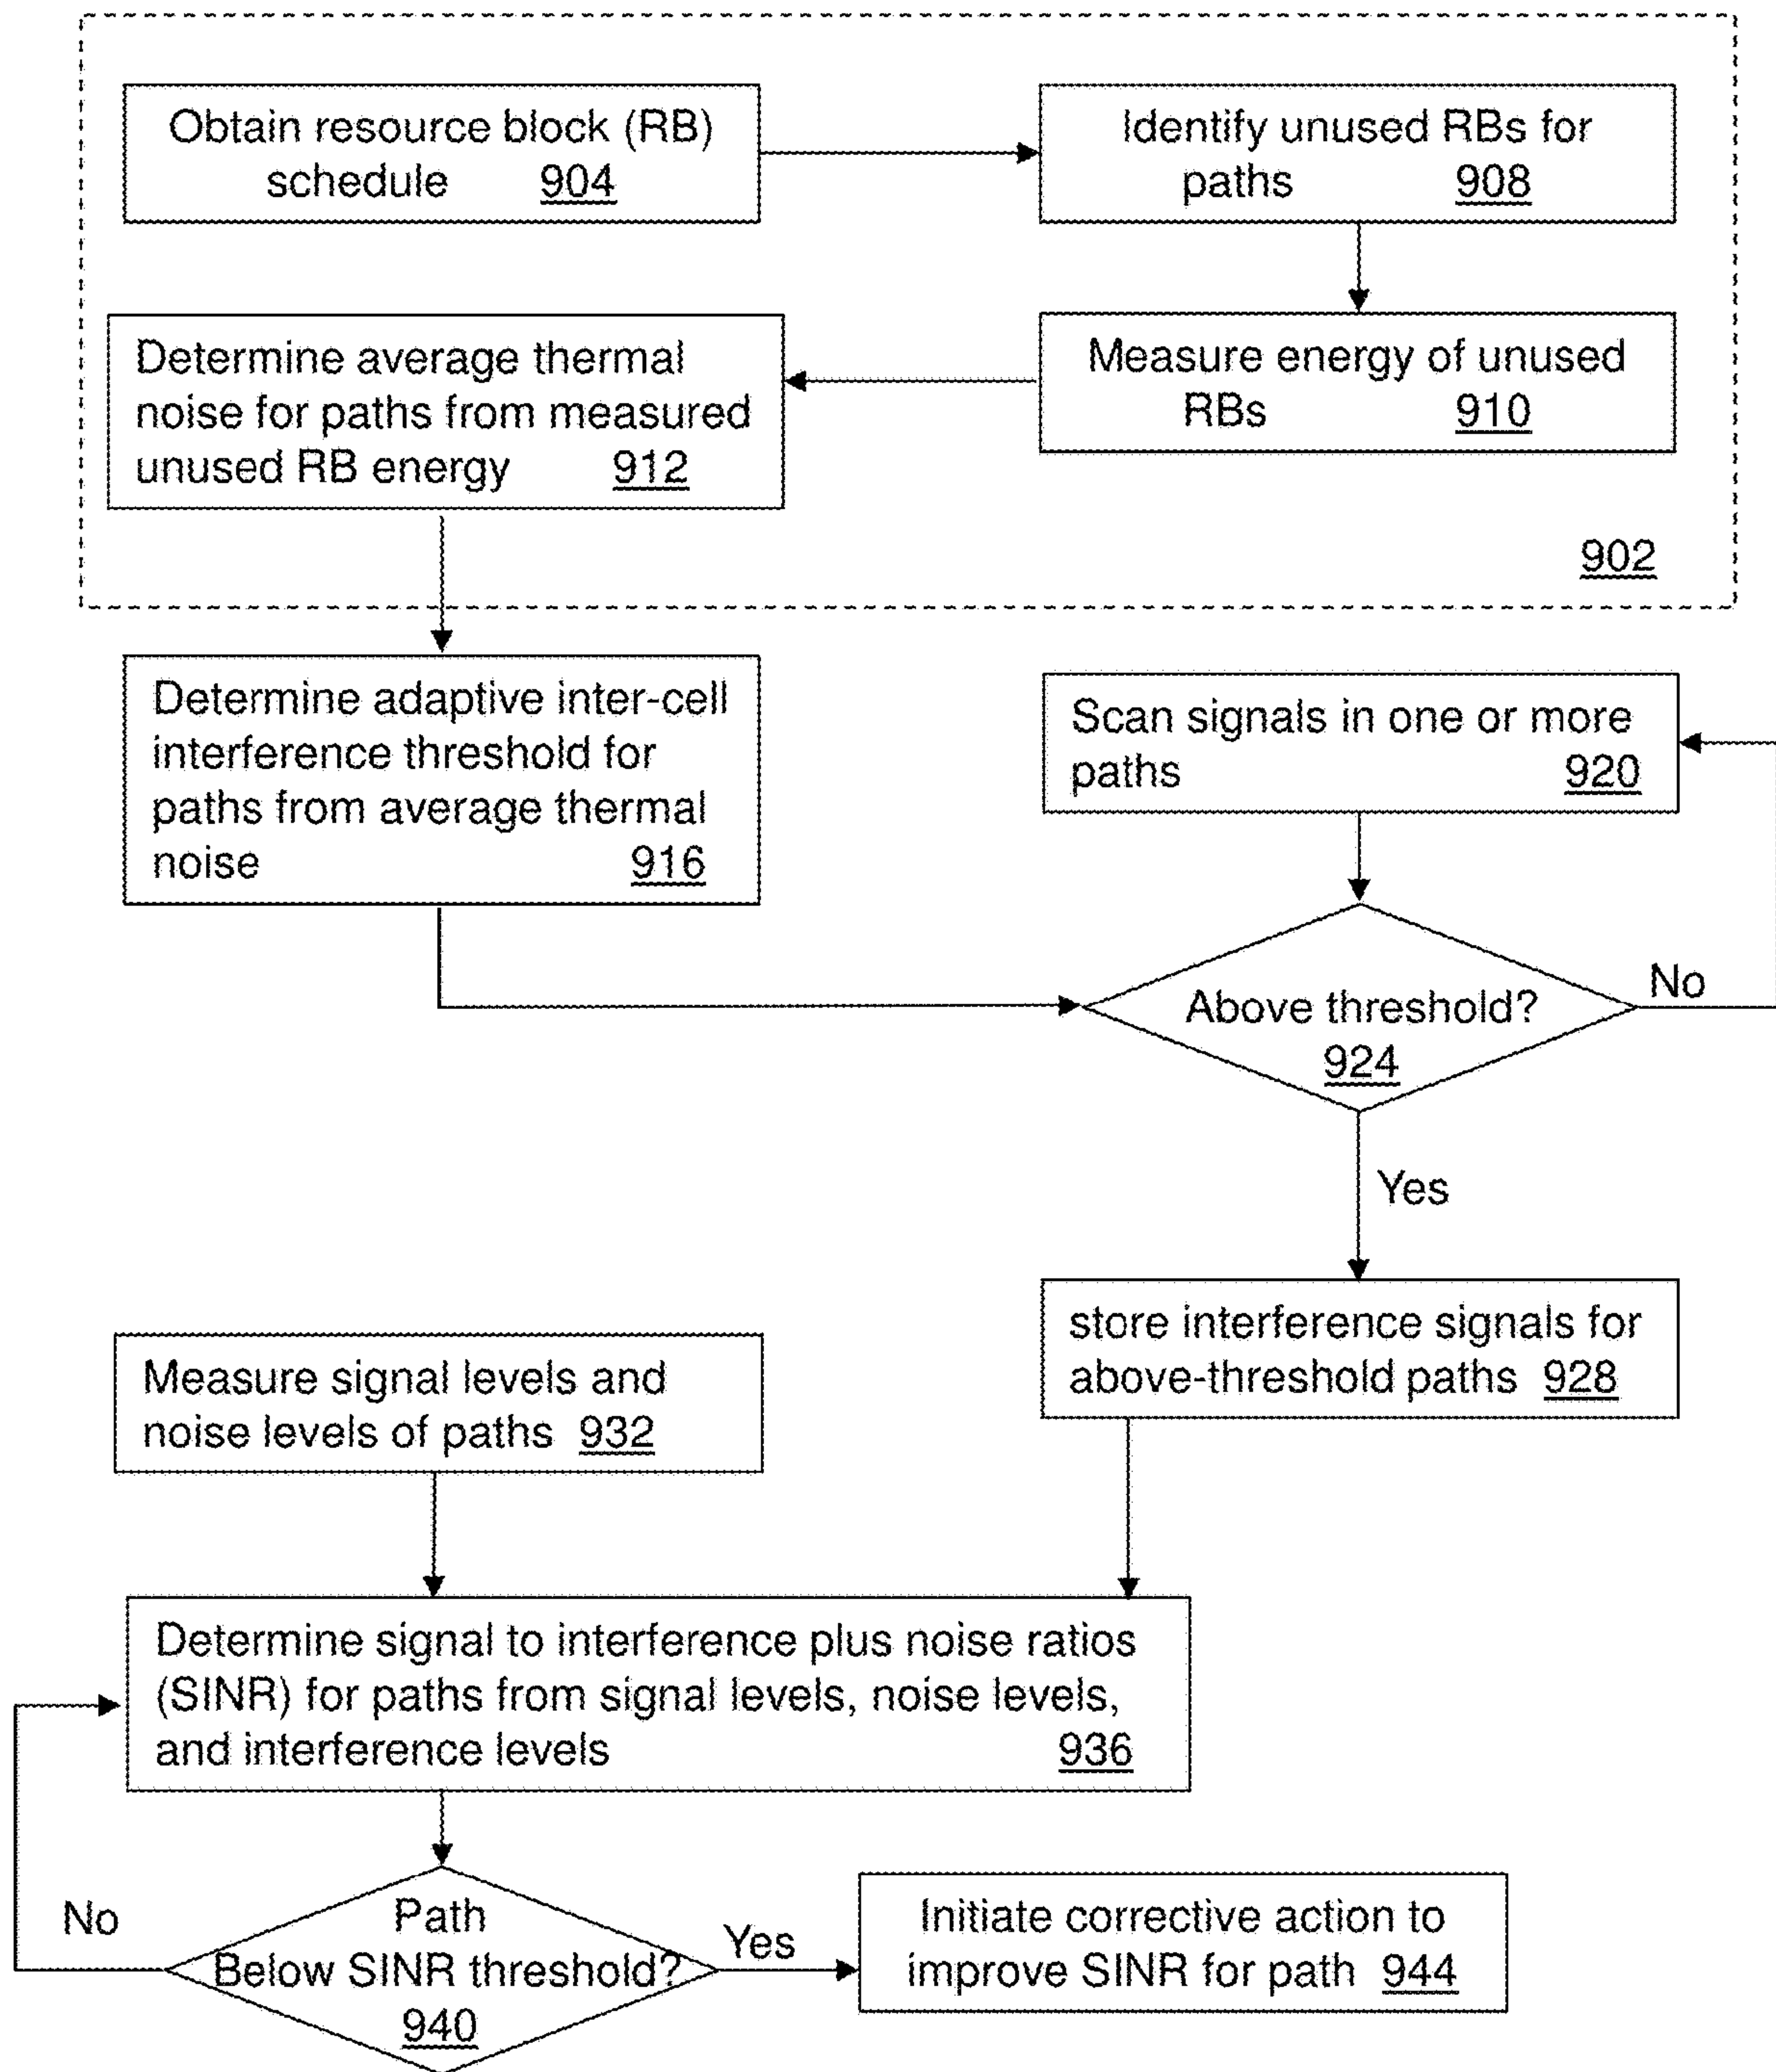 Obtain resource block (RB)
schedule 904
Identify unused RBs for
paths 908
Measure energy of unused
RBs 910
Determine average thermal
noise for paths from measured
unused RB energy 912
902
Determine adaptive inter-cell
interference threshold for
paths from average thermal
noise 916
Scan signals in one or more
paths 920
Above threshold?
924
No
Yes
store interference signals for
above-threshold paths 928
Measure signal levels and
noise levels of paths 932
Determine signal to interference plus noise ratios
(SINR) for paths from signal levels, noise levels,
and interference levels 936
Path
Below SINR threshold?
940
No
Yes
Initiate corrective action to
improve SINR for path 944